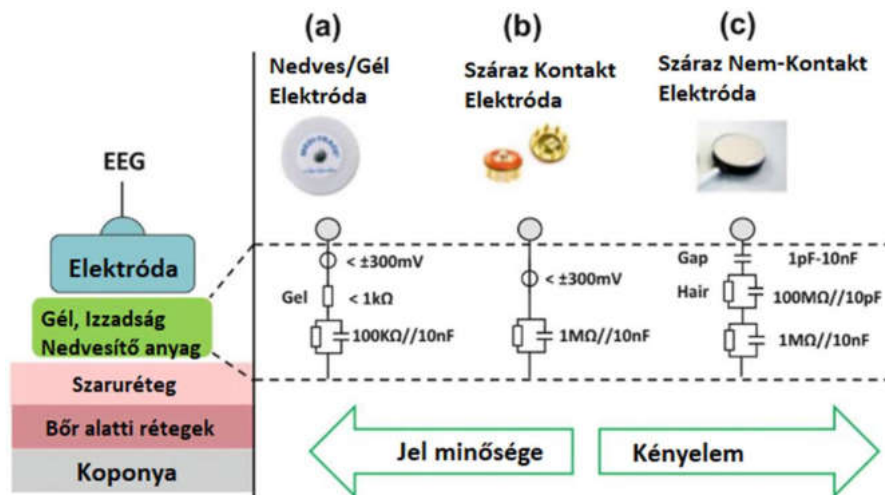 (a)
Nedves/Gél
Elektróda
(b)
Száraz Kontakt
Elektróda
(c)
Száraz Nem-Kontakt
Elektróda
EEG
Elektróda
Gél, Izzadság
Nedvesítő anyag
Szaruréteg
Bőr alatti rétegek
Koponya
< ±300mV
Gel
< 1kΩ
100KΩ//10nF
< ±300mV
1MΩ//10nF
Gap
1pF-10nF
Hair
100MΩ//10pF
1MΩ//10nF
Jel minősége
Kényelem